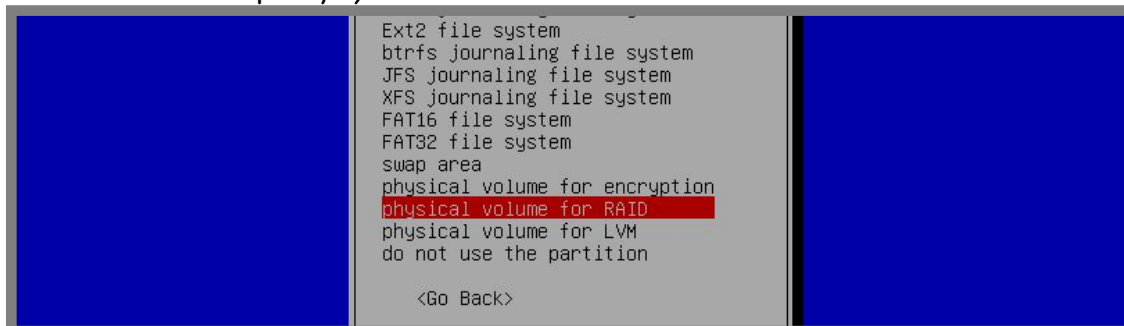 Ext2 file system
btrfs journaling file system
JFS journaling file system
XFS journaling file system
FAT16 file system
FAT32 file system
swap area
physical volume for encryption
physical volume for RAID
physical volume for LVM
do not use the partition
<Go Back>